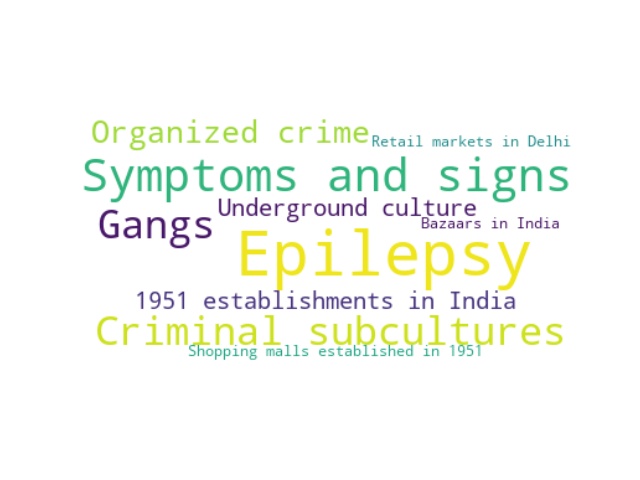 Organized crime
Retail markets in Delhi
Symptoms and signs
Underground culture
Gangs
Bazaars in India
Epilepsy
1951 establishments in India
Criminal subcultures
Shopping malls established in 1951